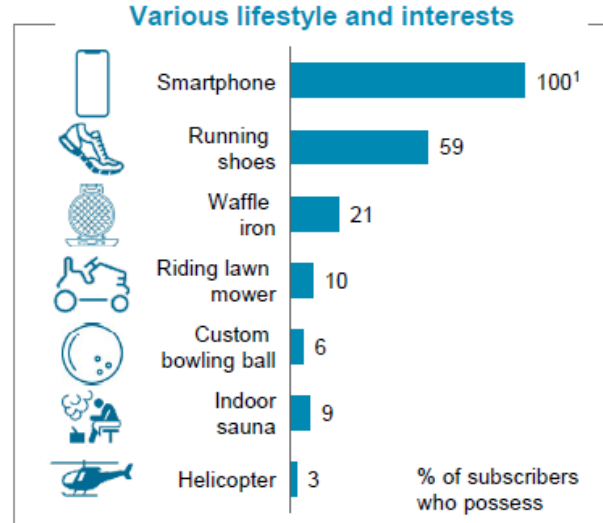 Various lifestyle and interests
Smartphone
100¹
Running
shoes
59
Waffle
iron
21
Riding lawn
mower
10
Custom
bowling ball
6
Indoor
sauna
9
Helicopter
3
% of subscribers
who possess